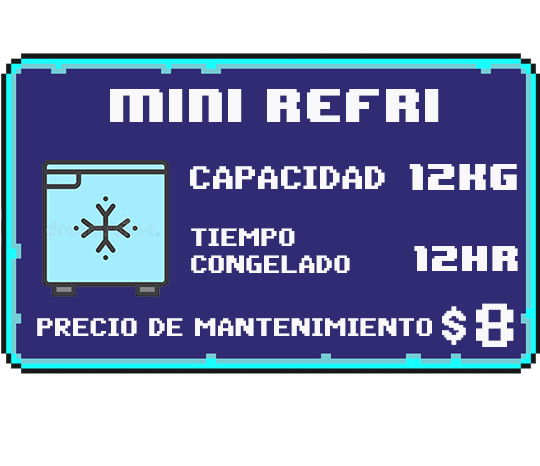 MINI REFRI
CAPACIDAD 12KG
TIEMPO
CONGELADO 12HR
PRECIO DE MANTENIMIENTO $8